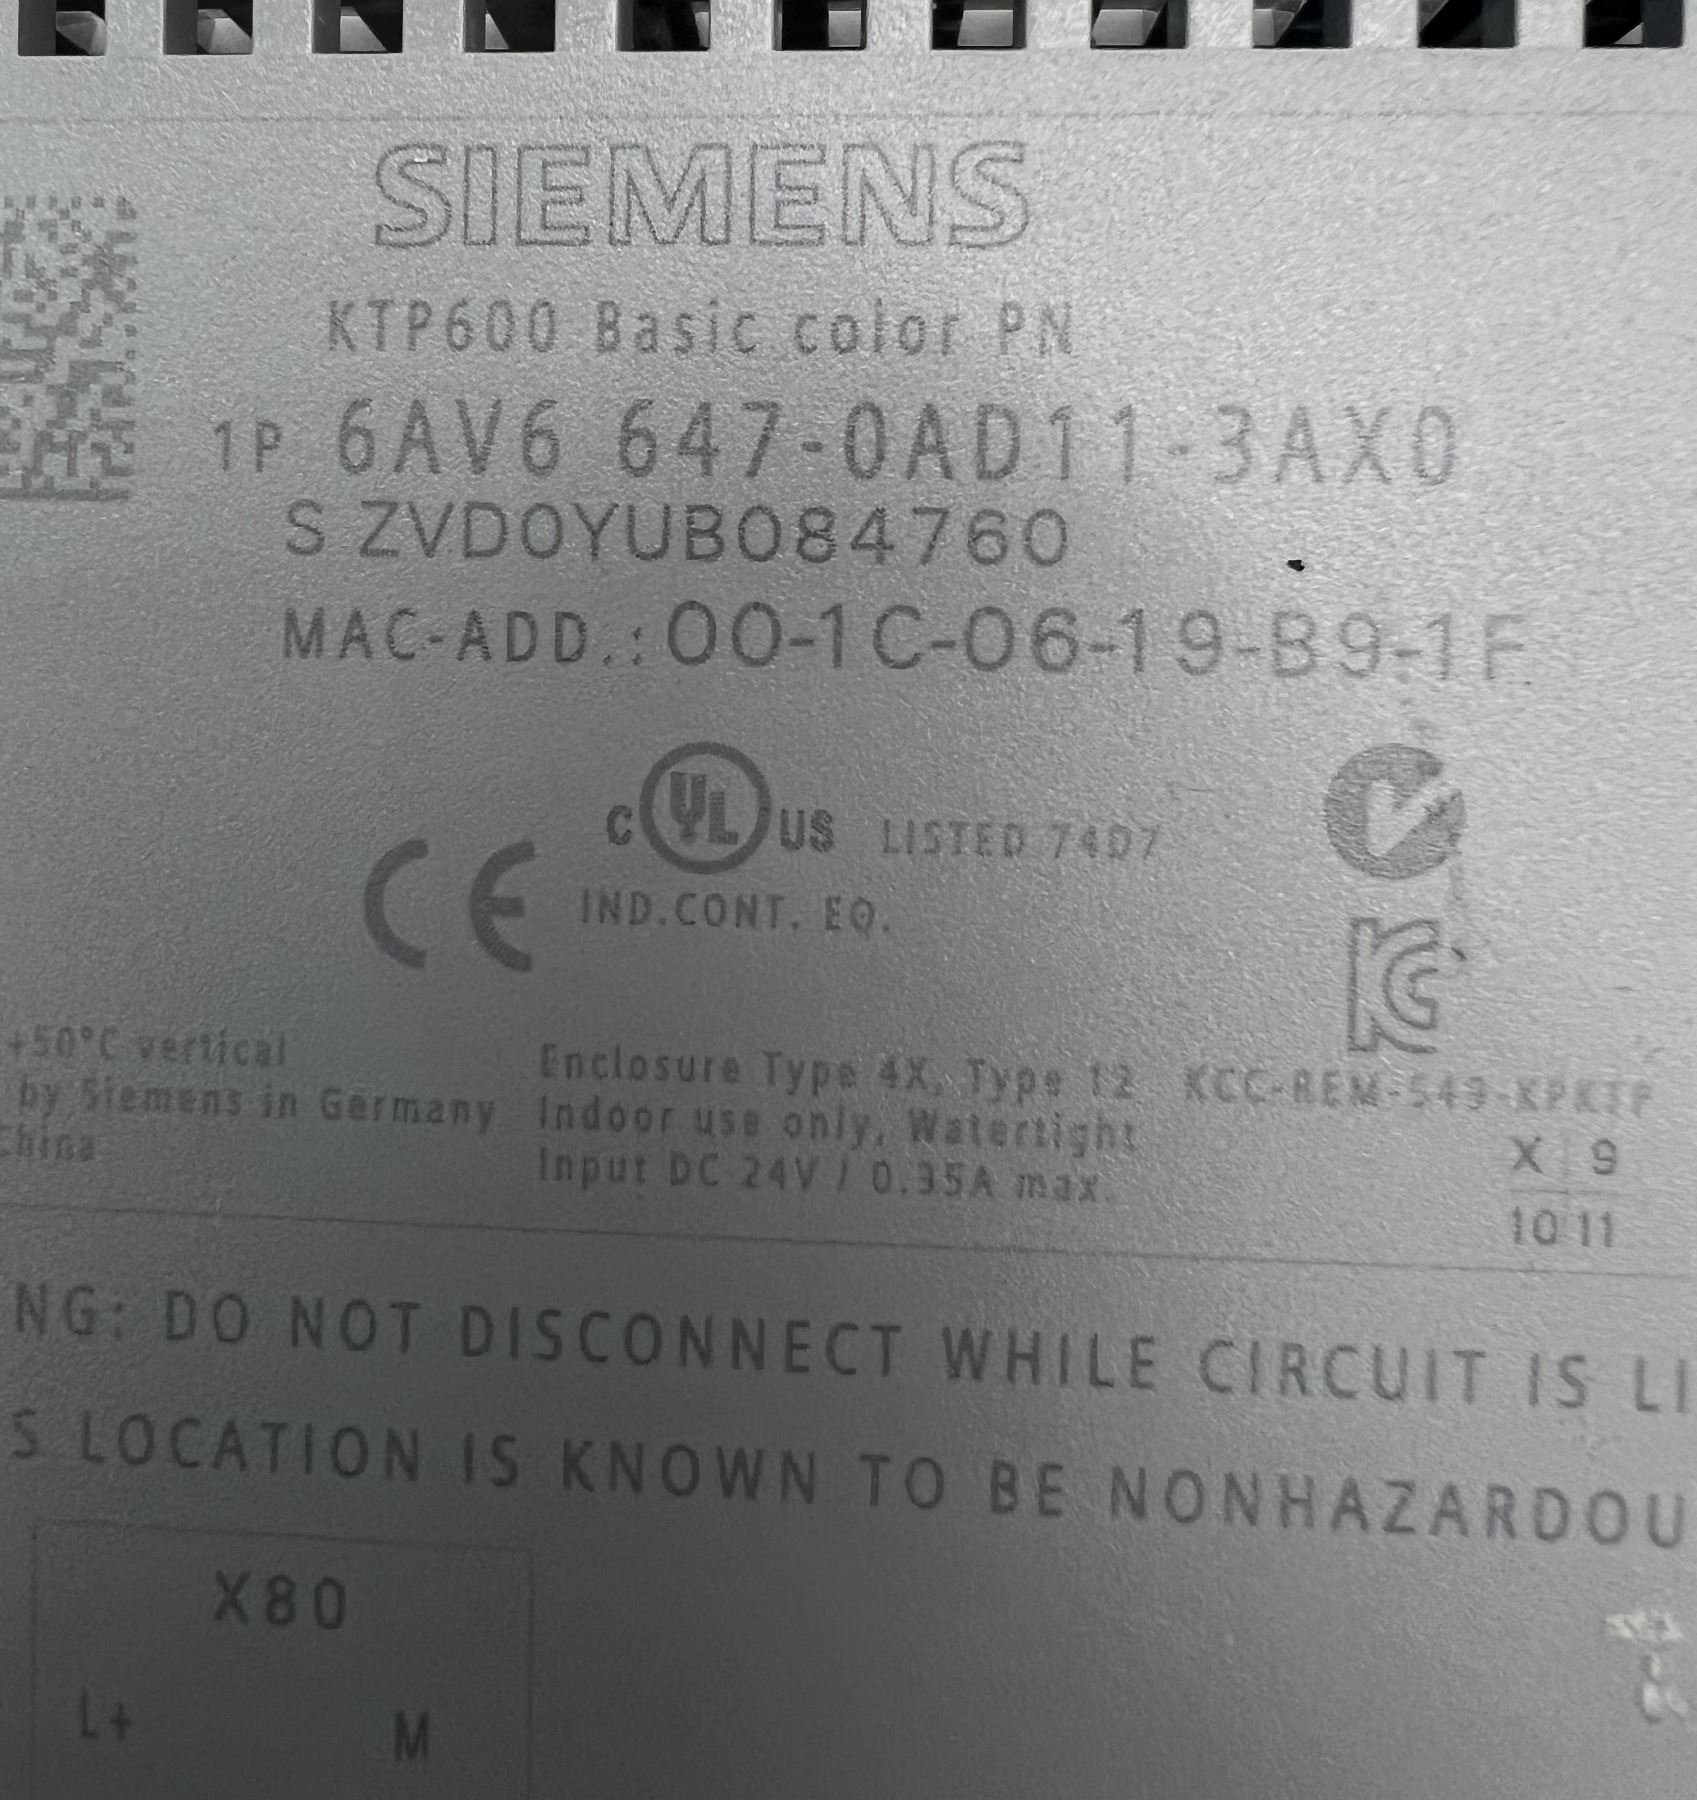 SIEMENS
KTP600 Basic color PN
1P 6AV6 647-0AD11-3AX0
S ZVD0YUB084760
MAC-ADD.: 00-1C-06-19-B9-1F
C UL US LISTED 74D7
CE IND.CONT. EQ.
+50°C vertical
by Siemens in Germany
China
Enclosure Type 4X, Type 12
Indoor use only, Watertight
Input DC 24V / 0.35A max.
KCC-REM-S49-KPKTP
X 9
10 11
NG: DO NOT DISCONNECT WHILE CIRCUIT IS LI
S LOCATION IS KNOWN TO BE NONHAZARDOU
X80
L+ M